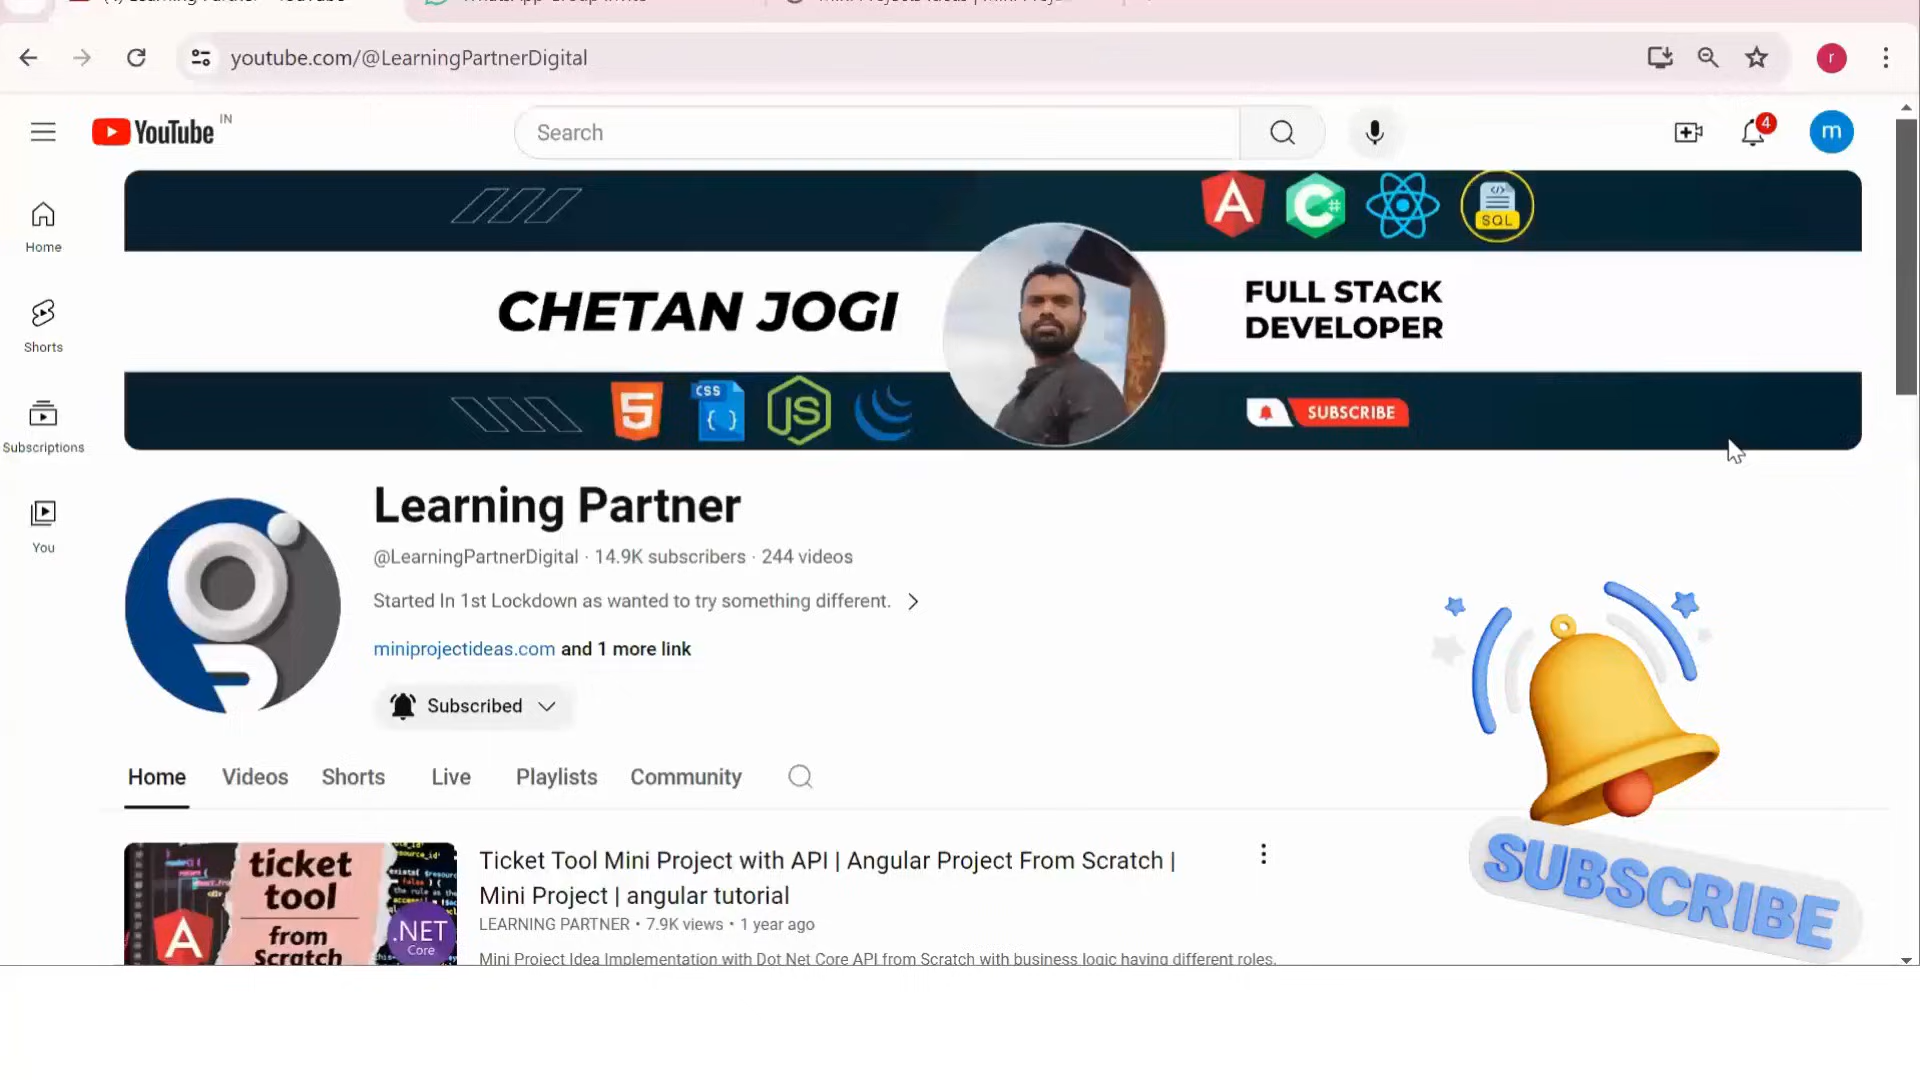 youtube.com/@LearningPartnerDigital
r
YouTube IN
Search
4
m
Home
Shorts
Subscriptions
You
CHETAN JOGI
FULL STACK
DEVELOPER
SQL
5
CSS
JS
SUBSCRIBE
Learning Partner
@LearningPartnerDigital · 14.9K subscribers · 244 videos
Started In 1st Lockdown as wanted to try something different.
miniprojectideas.com and 1 more link
Subscribed
Home Videos Shorts Live Playlists Community
ticket
tool
from
Scratch
.NET
Core
Ticket Tool Mini Project with API | Angular Project From Scratch |
Mini Project | angular tutorial
LEARNING PARTNER • 7.9K views • 1 year ago
Mini Project Idea Implementation with Dot Net Core API from Scratch with business logic having different roles.
SUBSCRIBE